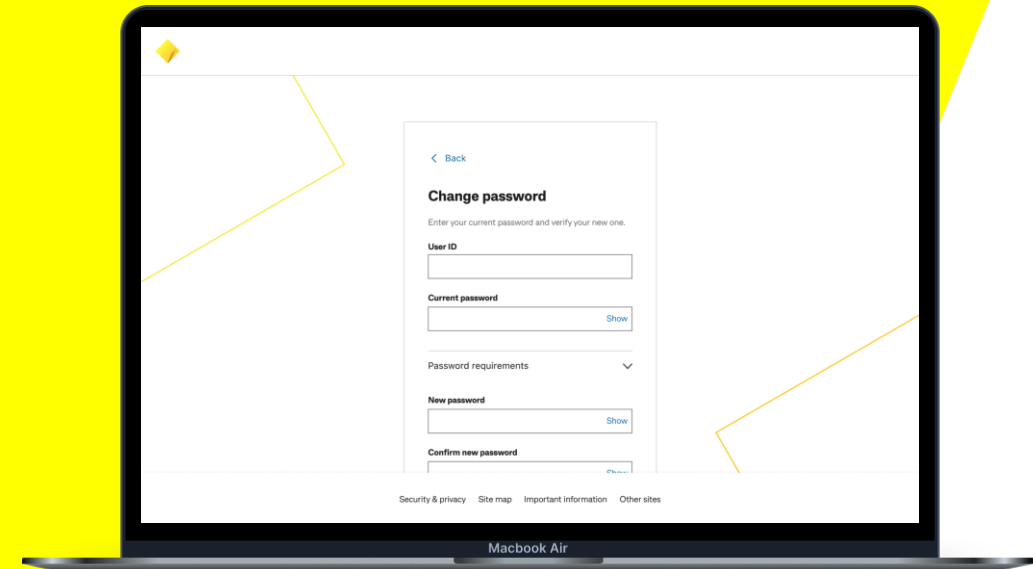 Back
Change password
Enter your current password and verify your new one.
User ID
Current password
Show
Password requirements
New password
Show
Confirm new password
Show
Security & privacy Site map Important information Other sites
Macbook Air